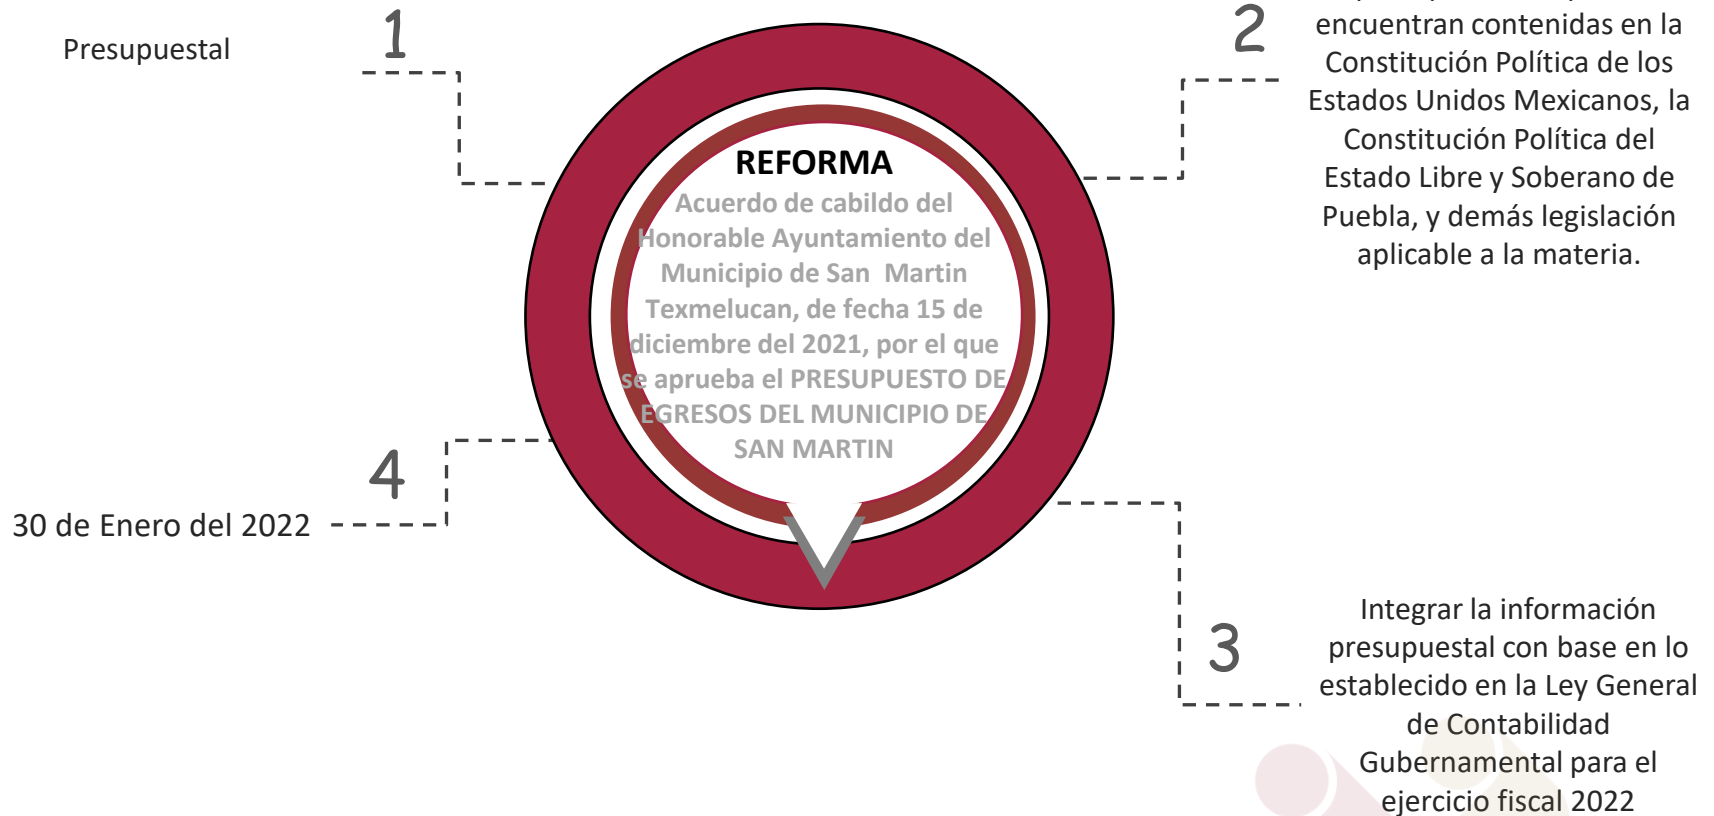 Presupuestal
1
2
encuentran contenidas en la
Constitución Política de los
Estados Unidos Mexicanos, la
Constitución Política del
Estado Libre y Soberano de
Puebla, y demás legislación
aplicable a la materia.
REFORMA
Acuerdo de cabildo del
Honorable Ayuntamiento del
Municipio de San Martin
Texmelucan, de fecha 15 de
diciembre del 2021, por el que
se aprueba el PRESUPUESTO DE
EGRESOS DEL MUNICIPIO DE
SAN MARTIN
4
30 de Enero del 2022
3
Integrar la información
presupuestal con base en lo
establecido en la Ley General
de Contabilidad
Gubernamental para el
ejercicio fiscal 2022